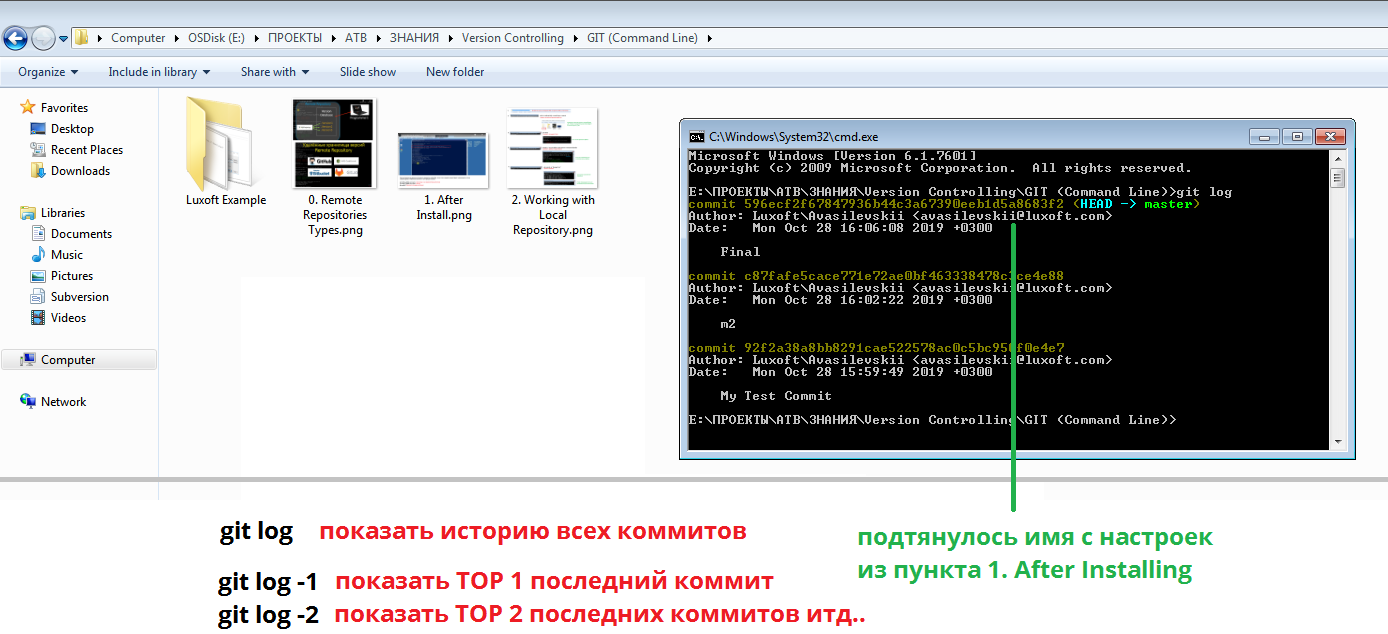 Computer
OSDisk (E:)
ПРОЕКТЫ
АТВ
ЗНАНИЯ
Version Controlling
GIT (Command Line)
Organize
Include in library
Share with
Slide show
New folder
Favorites
Desktop
Recent Places
Downloads
Libraries
Documents
Music
Pictures
Subversion
Videos
Computer
Network
Luxoft Example
0. Remote
Repositories
Types.png
1. After
Install.png
2. Working with
Local
Repository.png
C:\Windows\System32\cmd.exe
Microsoft Windows [Version 6.1.7601]
Copyright (c) 2009 Microsoft Corporation.  All rights reserved.
E:\ПРОЕКТЫ\АТВ\ЗНАНИЯ\Version Controlling\GIT (Command Line)>git log
commit 596ecf2f67847936b44c3a67390eeb1d5a8683f2 (HEAD -> master)
Author: Luxoft\Avasilevskii <avasilevskii@luxoft.com>
Date:   Mon Oct 28 16:06:08 2019 +0300
Final
commit c87fafe5cace771e72ae0bf463338478c3ce4e88
Author: Luxoft\Avasilevskii <avasilevskii@luxoft.com>
Date:   Mon Oct 28 16:02:22 2019 +0300
m2
commit
Author: Luxoft\Avasilevskii <avasilevskii@luxoft.com>
Date:   Mon Oct 28 15:59:49 2019 +0300
My Test Commit
E:\ПРОЕКТЫ\АТВ\ЗНАНИЯ\Version Controlling\GIT (Command Line)>
git log показать историю всех коммитов
git log -1 показать TOP 1 последний коммит
git log -2 показать TOP 2 последних коммитов итд..
подтянулось имя с настроек
из пункта 1. After Installing